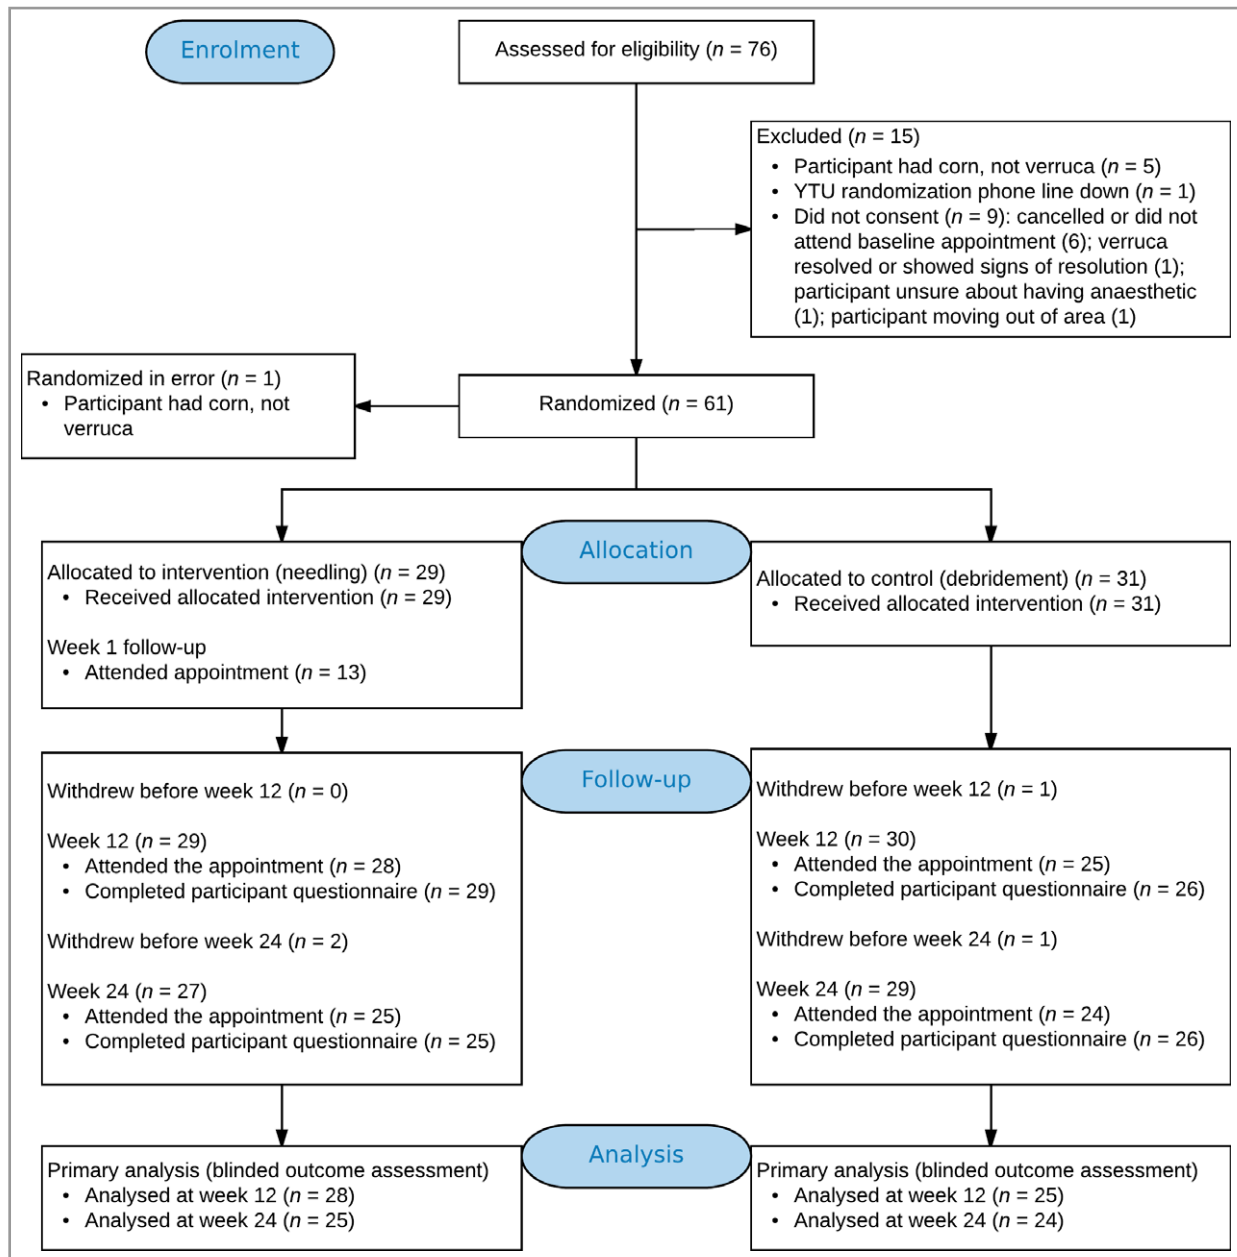 Enrolment
Assessed for eligibility (n = 76)
Excluded (n = 15)
• Participant had corn, not verruca (n = 5)
• YTU randomization phone line down (n = 1)
• Did not consent (n = 9): cancelled or did
not attend baseline appointment (6); verruca
resolved or showed signs of resolution (1);
participant unsure about having anaesthetic
(1); participant moving out of area (1)
Randomized in error (n = 1)
• Participant had corn, not
verruca
Randomized (n = 61)
Allocation
Allocated to intervention (needling) (n = 29)
• Received allocated intervention (n = 29)
Week 1 follow-up
• Attended appointment (n = 13)
Allocated to control (debridement) (n = 31)
• Received allocated intervention (n = 31)
Follow-up
Withdrew before week 12 (n = 0)
Week 12 (n = 29)
• Attended the appointment (n = 28)
• Completed participant questionnaire (n = 29)
Withdrew before week 24 (n = 2)
Week 24 (n = 27)
• Attended the appointment (n = 25)
• Completed participant questionnaire (n = 25)
Withdrew before week 12 (n = 1)
Week 12 (n = 30)
• Attended the appointment (n = 25)
• Completed participant questionnaire (n = 26)
Withdrew before week 24 (n = 1)
Week 24 (n = 29)
• Attended the appointment (n = 24)
• Completed participant questionnaire (n = 26)
Analysis
Primary analysis (blinded outcome assessment)
• Analysed at week 12 (n = 28)
• Analysed at week 24 (n = 25)
Primary analysis (blinded outcome assessment)
• Analysed at week 12 (n = 25)
• Analysed at week 24 (n = 24)